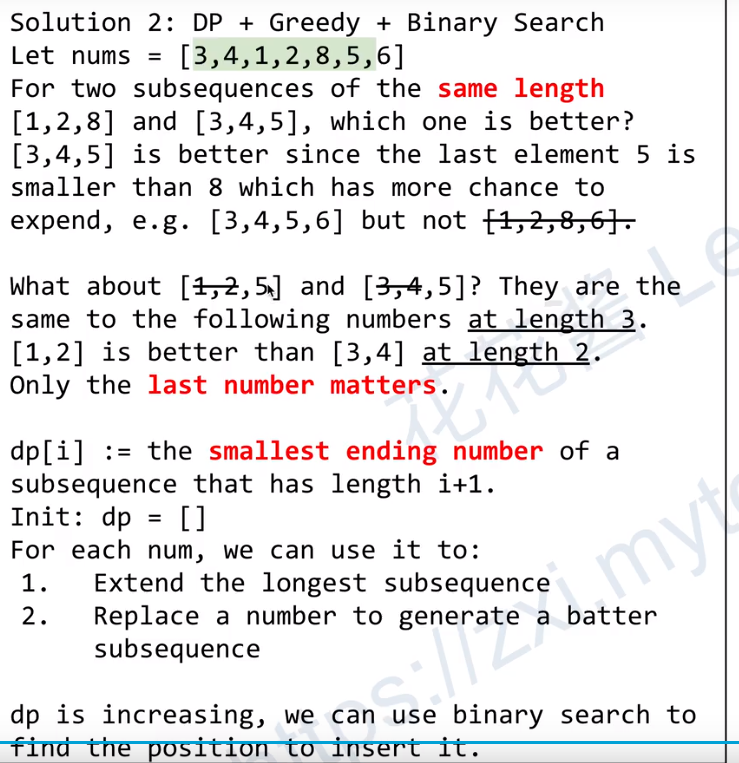 Solution 2: DP + Greedy + Binary Search
Let nums = [3,4,1,2,8,5,6]
For two subsequences of the same length
[1,2,8] and [3,4,5], which one is better?
[3,4,5] is better since the last element 5 is
smaller than 8 which has more chance to
expend, e.g. [3,4,5,6] but not [1,2,8,6].
What about [1,2,5] and [3,4,5]? They are the
same to the following numbers at length 3.
[1,2] is better than [3,4] at length 2.
Only the last number matters.
dp[i] := the smallest ending number of a
subsequence that has length i+1.
Init: dp = []
For each num, we can use it to:
1. Extend the longest subsequence
2. Replace a number to generate a batter
subsequence
dp is increasing, we can use binary search to
find the position to insert it.
花花酱 Le
https://zxi.myt